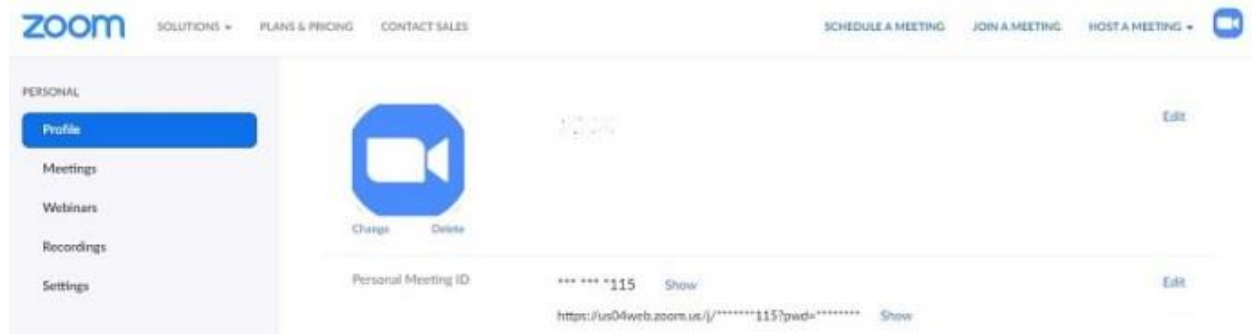 zoom SOLUTIONS PLANS & PRICING CONTACT SALES SCHEDULE A MEETING JOIN A MEETING HOST A MEETING
PERSONAL
Profile
Meetings
Webinars
Recordings
Settings
Edit
Change Delete
Personal Meeting ID *** *** *115 Show Edit
https://us04web.zoom.us/j/*******115?pwd=******** Show